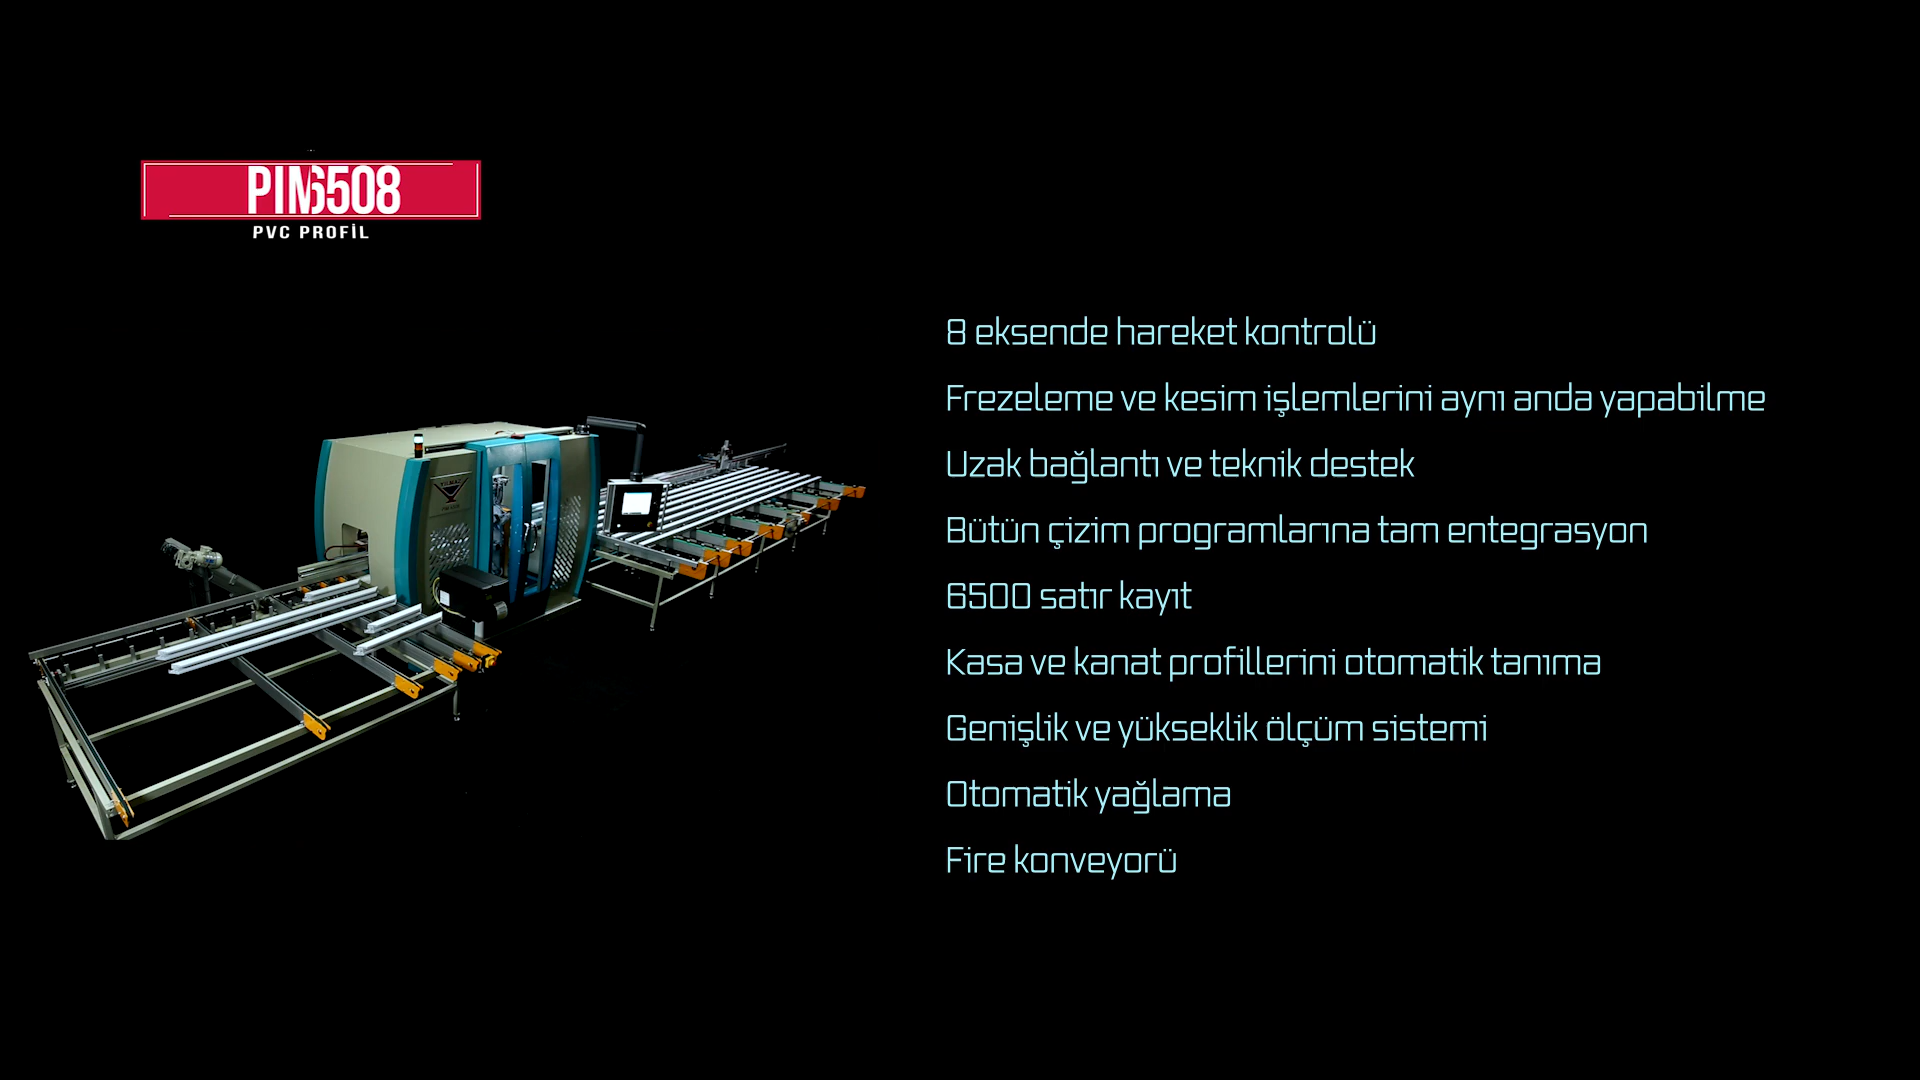 PIM6508
PVC PROFİL
8 eksende hareket kontrolü
Frezeleme ve kesim işlemlerini aynı anda yapabilme
Uzak bağlantı ve teknik destek
Bütün çizim programlarına tam entegrasyon
6500 satır kayıt
Kasa ve kanat profillerini otomatik tanıma
Genişlik ve yükseklik ölçüm sistemi
Otomatik yağlama
Fire konveyorü